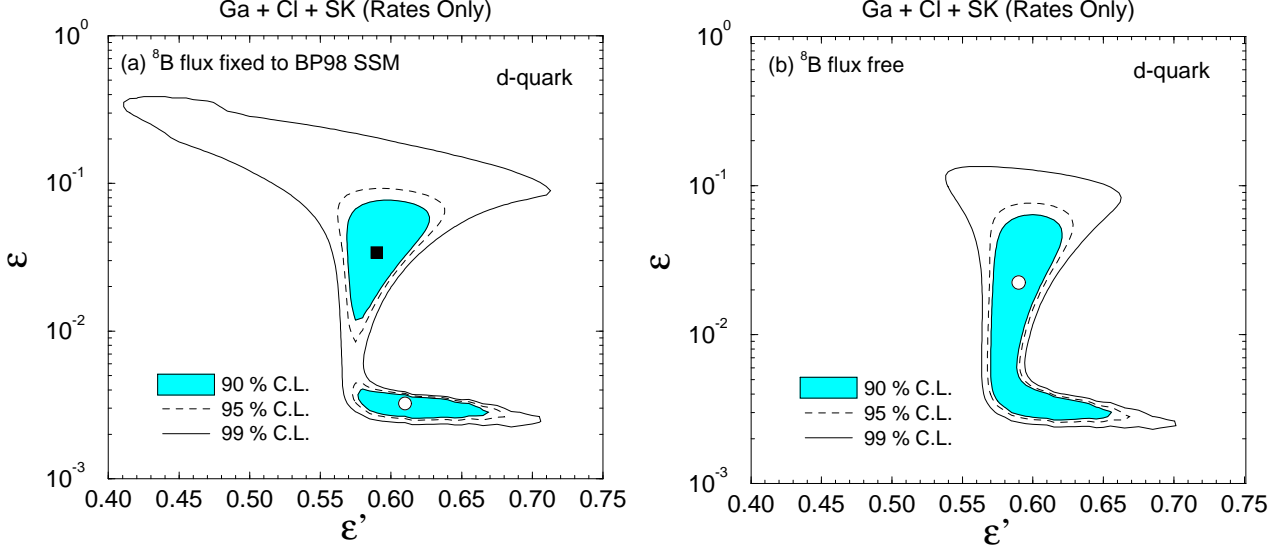 Ga + Cl + SK (Rates Only)
10⁰
(a) ⁸B flux fixed to BP98 SSM
d-quark
10⁻¹
ε
10⁻²
90 % C.L.
95 % C.L.
99 % C.L.
10⁻³
0.40 0.45 0.50 0.55 0.60 0.65 0.70 0.75
ε'
Ga + Cl + SK (Rates Only)
10⁰
(b) ⁸B flux free
d-quark
10⁻¹
ε
10⁻²
90 % C.L.
95 % C.L.
99 % C.L.
10⁻³
0.40 0.45 0.50 0.55 0.60 0.65 0.70 0.75
ε'